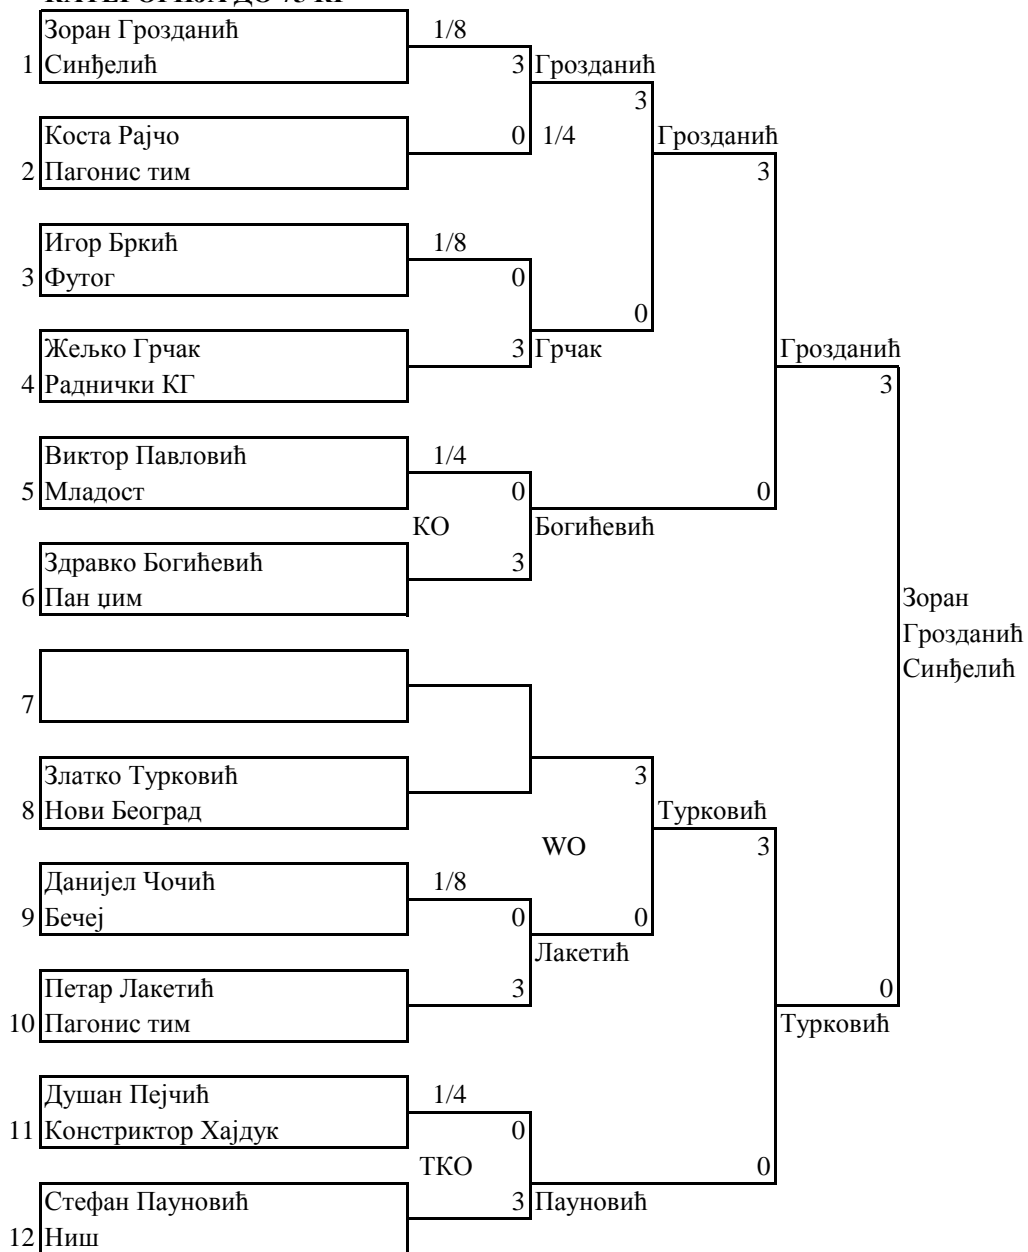 Зоран Грозданић
1/8
1 Синђелић
3 Грозданић
3
Коста Рајчо
0 1/4
Грозданић
2 Пагонис тим
3
Игор Бркић
1/8
3 Футог
0
0
Жељко Грчак
3 Грчак
Грозданић
4 Раднички КГ
3
Виктор Павловић
1/4
5 Младост
0
0
КО
Богићевић
Здравко Богићевић
3
6 Пан џим
Зоран
Грозданић
Синђелић
7
Златко Турковић
3
8 Нови Београд
Турковић
WO
3
Данијел Чочић
1/8
9 Бечеј
0
0
Лакетић
Петар Лакетић
3
0
10 Пагонис тим
Турковић
Душан Пејчић
1/4
11 Констриктор Хајдук
0
ТКО
0
Стефан Пауновић
3 Пауновић
12 Ниш